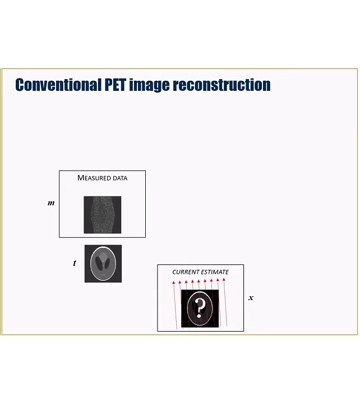 Conventional PET image reconstruction
MEASURED DATA
m
t
CURRENT ESTIMATE
?
x